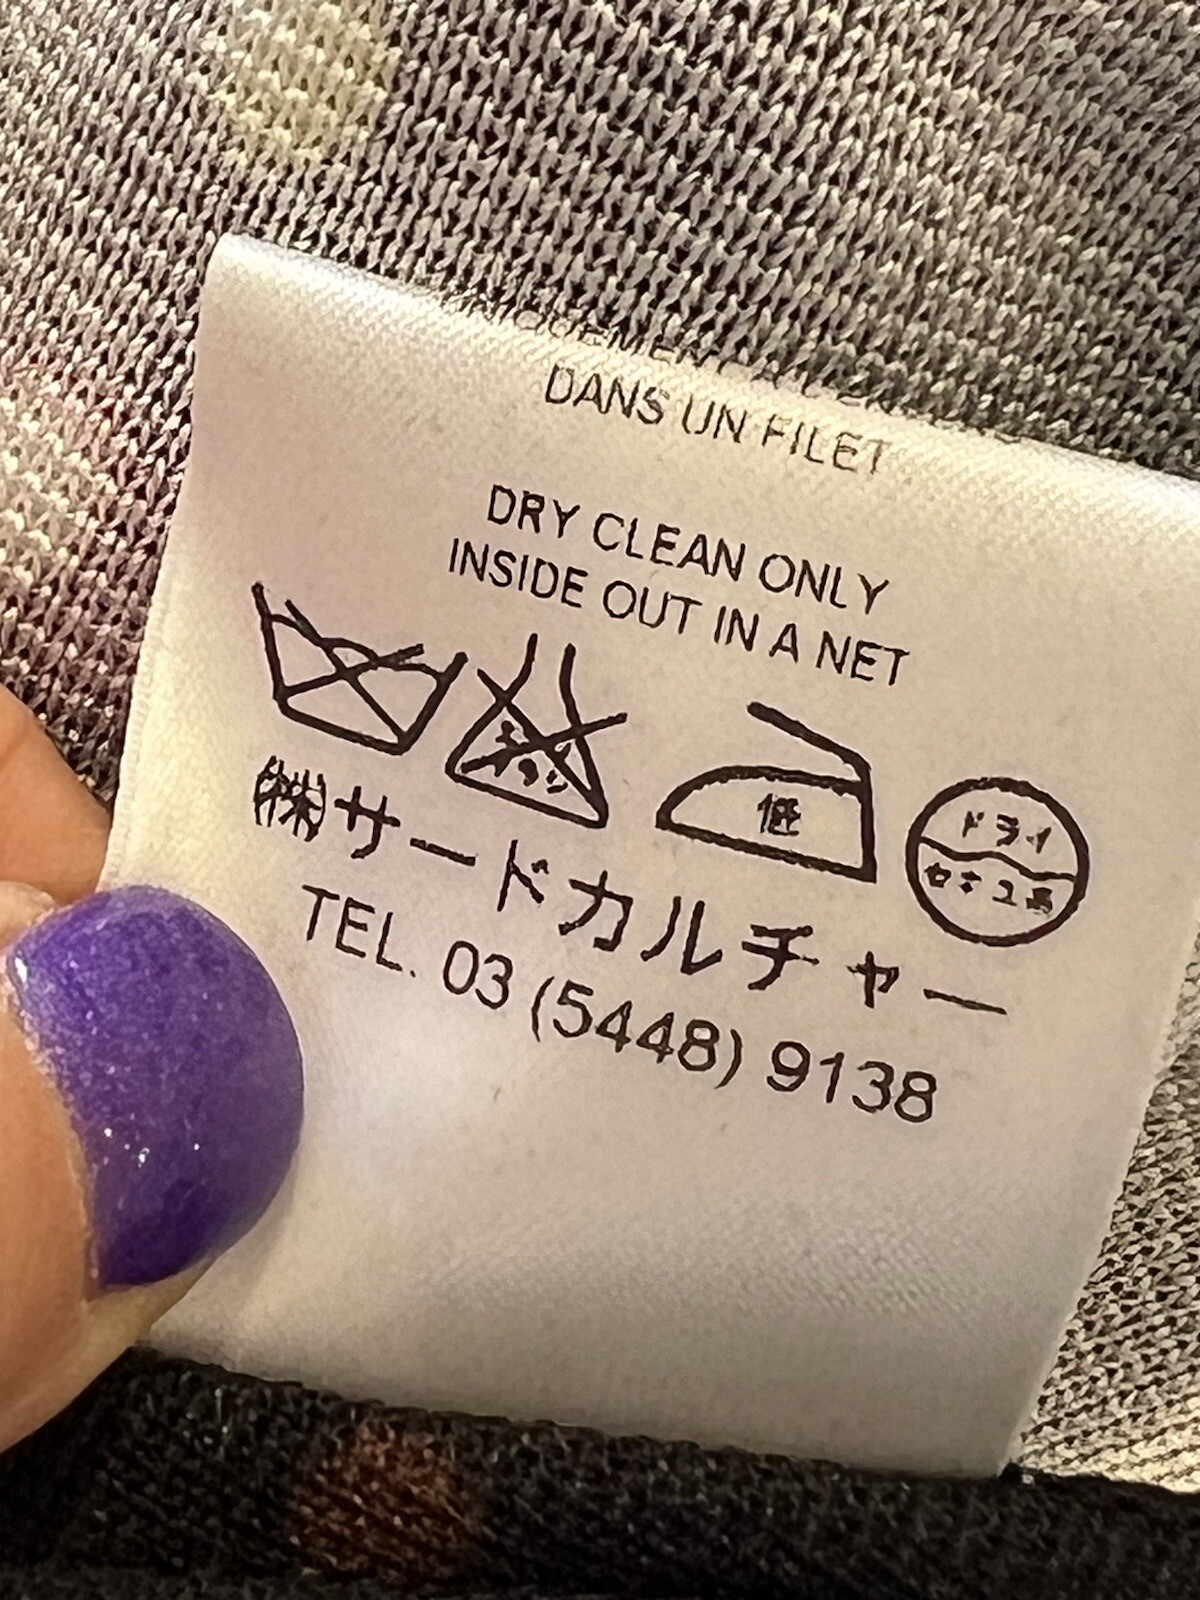 DANS UN FILET
DRY CLEAN ONLY
INSIDE OUT IN A NET
低
ドライ
㈱サードカルチャー
TEL. 03 (5448) 9138